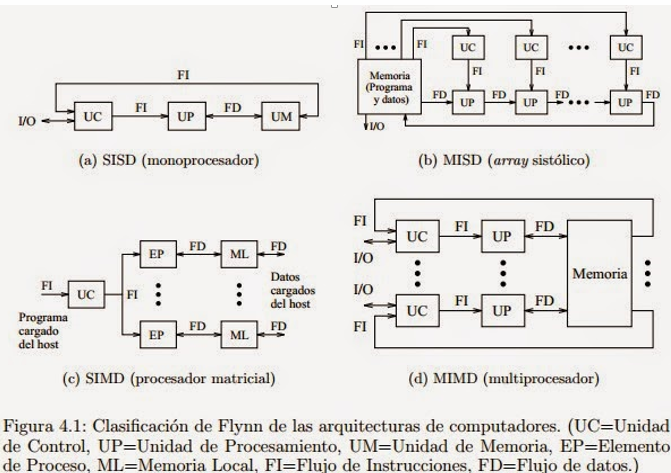 FI
I/O
UC
FI
UP
FD
UM
(a) SISD (monoprocesador)
FI
FI
UC
UC
UC
Memoria
(Programa
y datos)
FI
FI
FI
FD
UP
FD
UP
FD
UP
FD
I/O
(b) MISD (array sistólico)
EP
FD
ML
FD
FI
UC
FI
Datos
cargados
del host
Programa
cargado
del host
EP
FD
ML
FD
(c) SIMD (procesador matricial)
FI
UC
FI
UP
FD
I/O
Memoria
I/O
UC
FI
UP
FD
FI
(d) MIMD (multiprocesador)
Figura 4.1: Clasificación de Flynn de las arquitecturas de computadores. (UC=Unidad
de Control, UP=Unidad de Procesamiento, UM=Unidad de Memoria, EP=Elemento
de Proceso, ML=Memoria Local, FI=Flujo de Instrucciones, FD=Flujo de datos.)